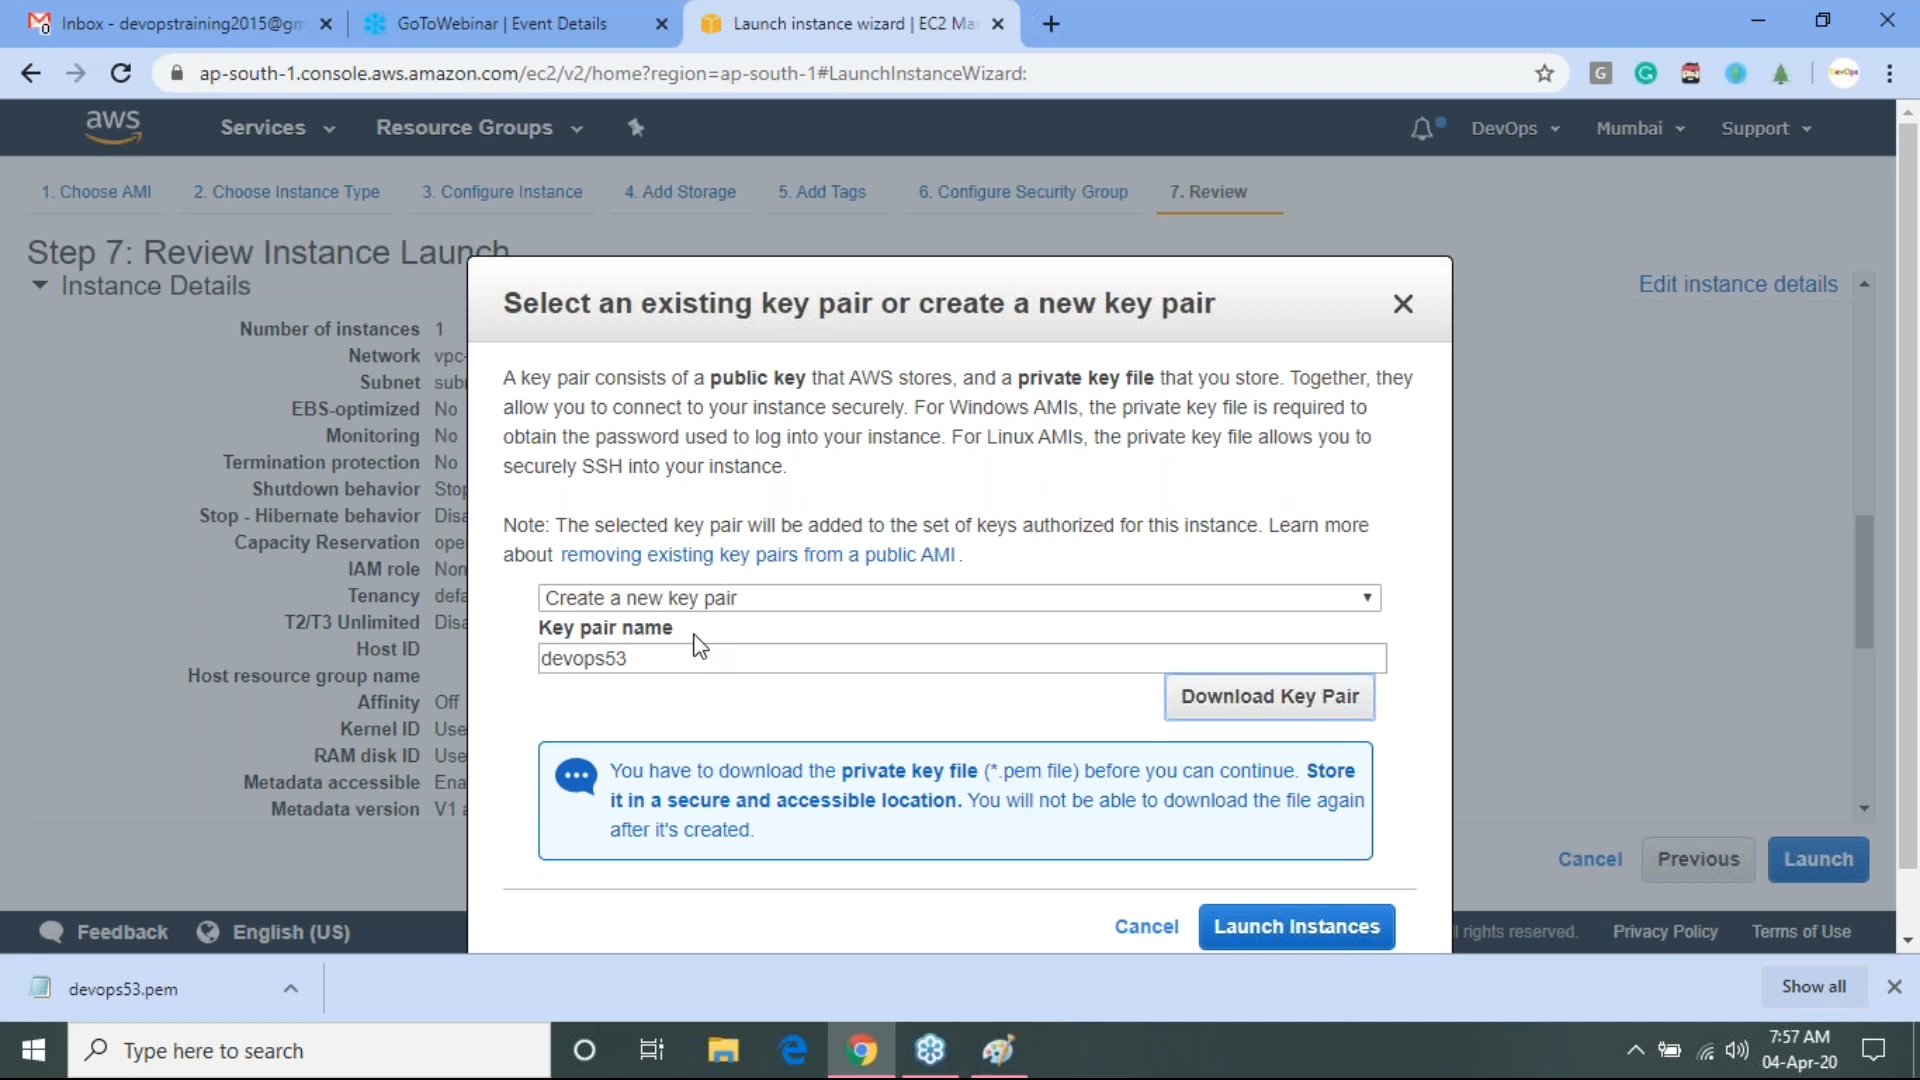 Inbox - devopstraining2015@gm
GoToWebinar | Event Details
Launch instance wizard | EC2 Ma
ap-south-1.console.aws.amazon.com/ec2/v2/home?region=ap-south-1#LaunchInstanceWizard:
aws
Services
Resource Groups
DevOps
Mumbai
Support
1. Choose AMI
2. Choose Instance Type
3. Configure Instance
4. Add Storage
5. Add Tags
6. Configure Security Group
7. Review
Step 7: Review Instance Launch
Instance Details
Edit instance details
Number of instances 1
Network vpc-
Subnet subn
EBS-optimized No
Monitoring No
Termination protection No
Shutdown behavior Stop
Stop - Hibernate behavior Disa
Capacity Reservation ope
IAM role Non
Tenancy defa
T2/T3 Unlimited Disa
Host ID
Host resource group name
Affinity Off
Kernel ID Use
RAM disk ID Use
Metadata accessible Ena
Metadata version V1 a
Select an existing key pair or create a new key pair
A key pair consists of a public key that AWS stores, and a private key file that you store. Together, they
allow you to connect to your instance securely. For Windows AMIs, the private key file is required to
obtain the password used to log into your instance. For Linux AMIs, the private key file allows you to
securely SSH into your instance.
Note: The selected key pair will be added to the set of keys authorized for this instance. Learn more
about removing existing key pairs from a public AMI.
Create a new key pair
Key pair name
devops53
Download Key Pair
You have to download the private key file (*.pem file) before you can continue. Store
it in a secure and accessible location. You will not be able to download the file again
after it's created.
Cancel
Launch Instances
Cancel
Previous
Launch
Feedback
English (US)
l rights reserved.
Privacy Policy
Terms of Use
devops53.pem
Show all
Type here to search
7:57 AM
04-Apr-20